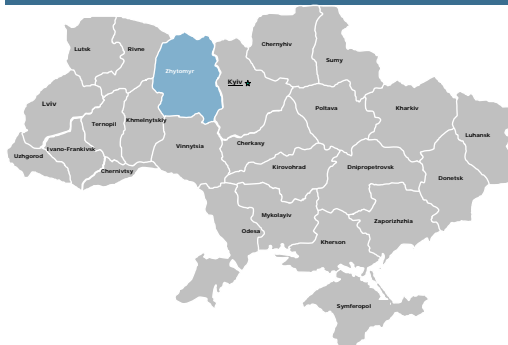 Chernyhiv
Lutsk
Rivne
Sumy
Zhytomyr
Kyiv
Lviv
Poltava
Kharkiv
Ternopil
Khmelnytskiy
Luhansk
Vinnytsia
Cherkasy
Ivano-Frankivsk
Uzhgorod
Chernivtsy
Kirovohrad
Dnipropetrovsk
Donetsk
Mykolayiv
Zaporizhzhia
Odesa
Kherson
Symferopol